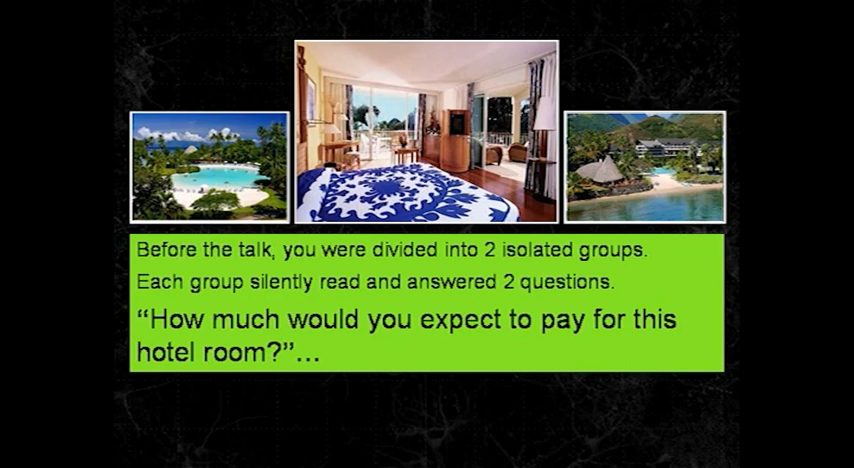 Before the talk, you were divided into 2 isolated groups.
Each group silently read and answered 2 questions.
“How much would you expect to pay for this
hotel room?”...